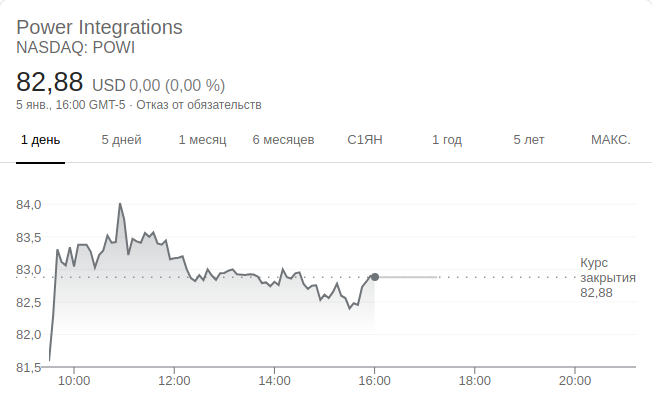 Power Integrations
NASDAQ: POWI
82,88 USD 0,00 (0,00 %)
5 янв., 16:00 GMT-5 · Отказ от обязательств
1 день 5 дней 1 месяц 6 месяцев С1ЯН 1 год 5 лет МАКС.
84,0
83,5
83,0
82,5
82,0
81,5
Курс
закрытия
82,88
10:00 12:00 14:00 16:00 18:00 20:00